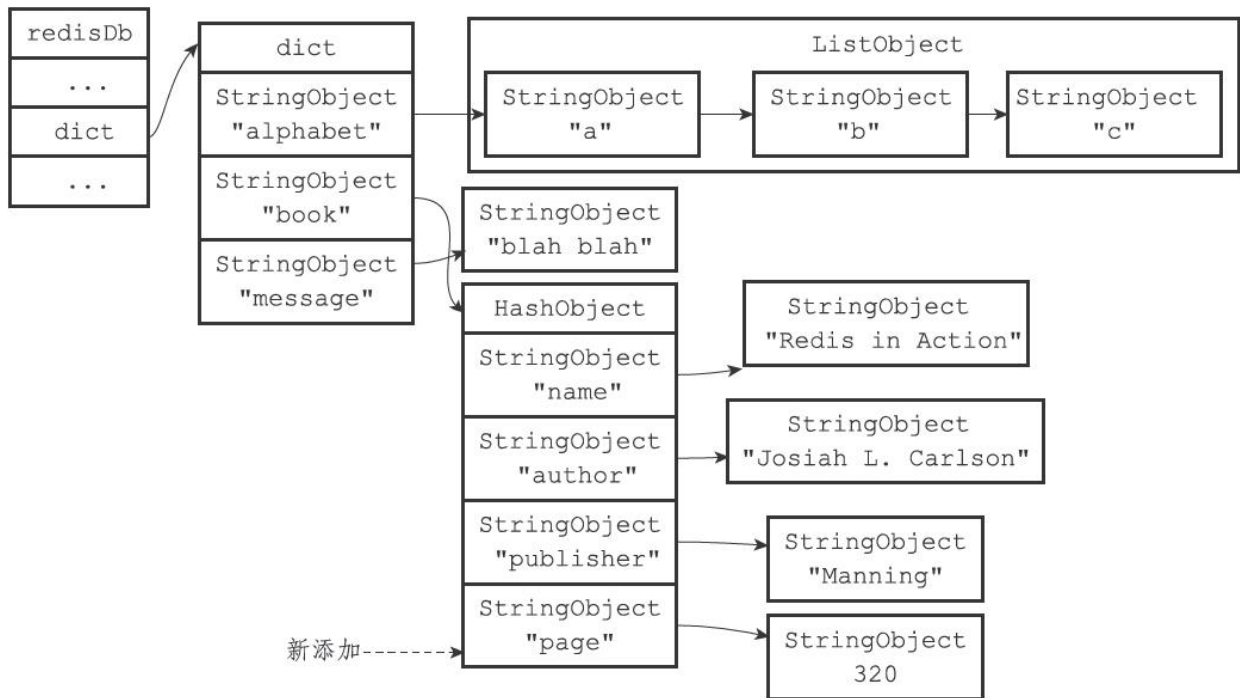 redisDb
...
dict
...
dict
StringObject
"alphabet"
StringObject
"book"
StringObject
"message"
ListObject
StringObject
"a"
StringObject
"b"
StringObject
"c"
StringObject
"blah blah"
HashObject
StringObject
"name"
StringObject
"author"
StringObject
"publisher"
StringObject
"page"
StringObject
"Redis in Action"
StringObject
"Josiah L. Carlson"
StringObject
"Manning"
StringObject
320
新添加